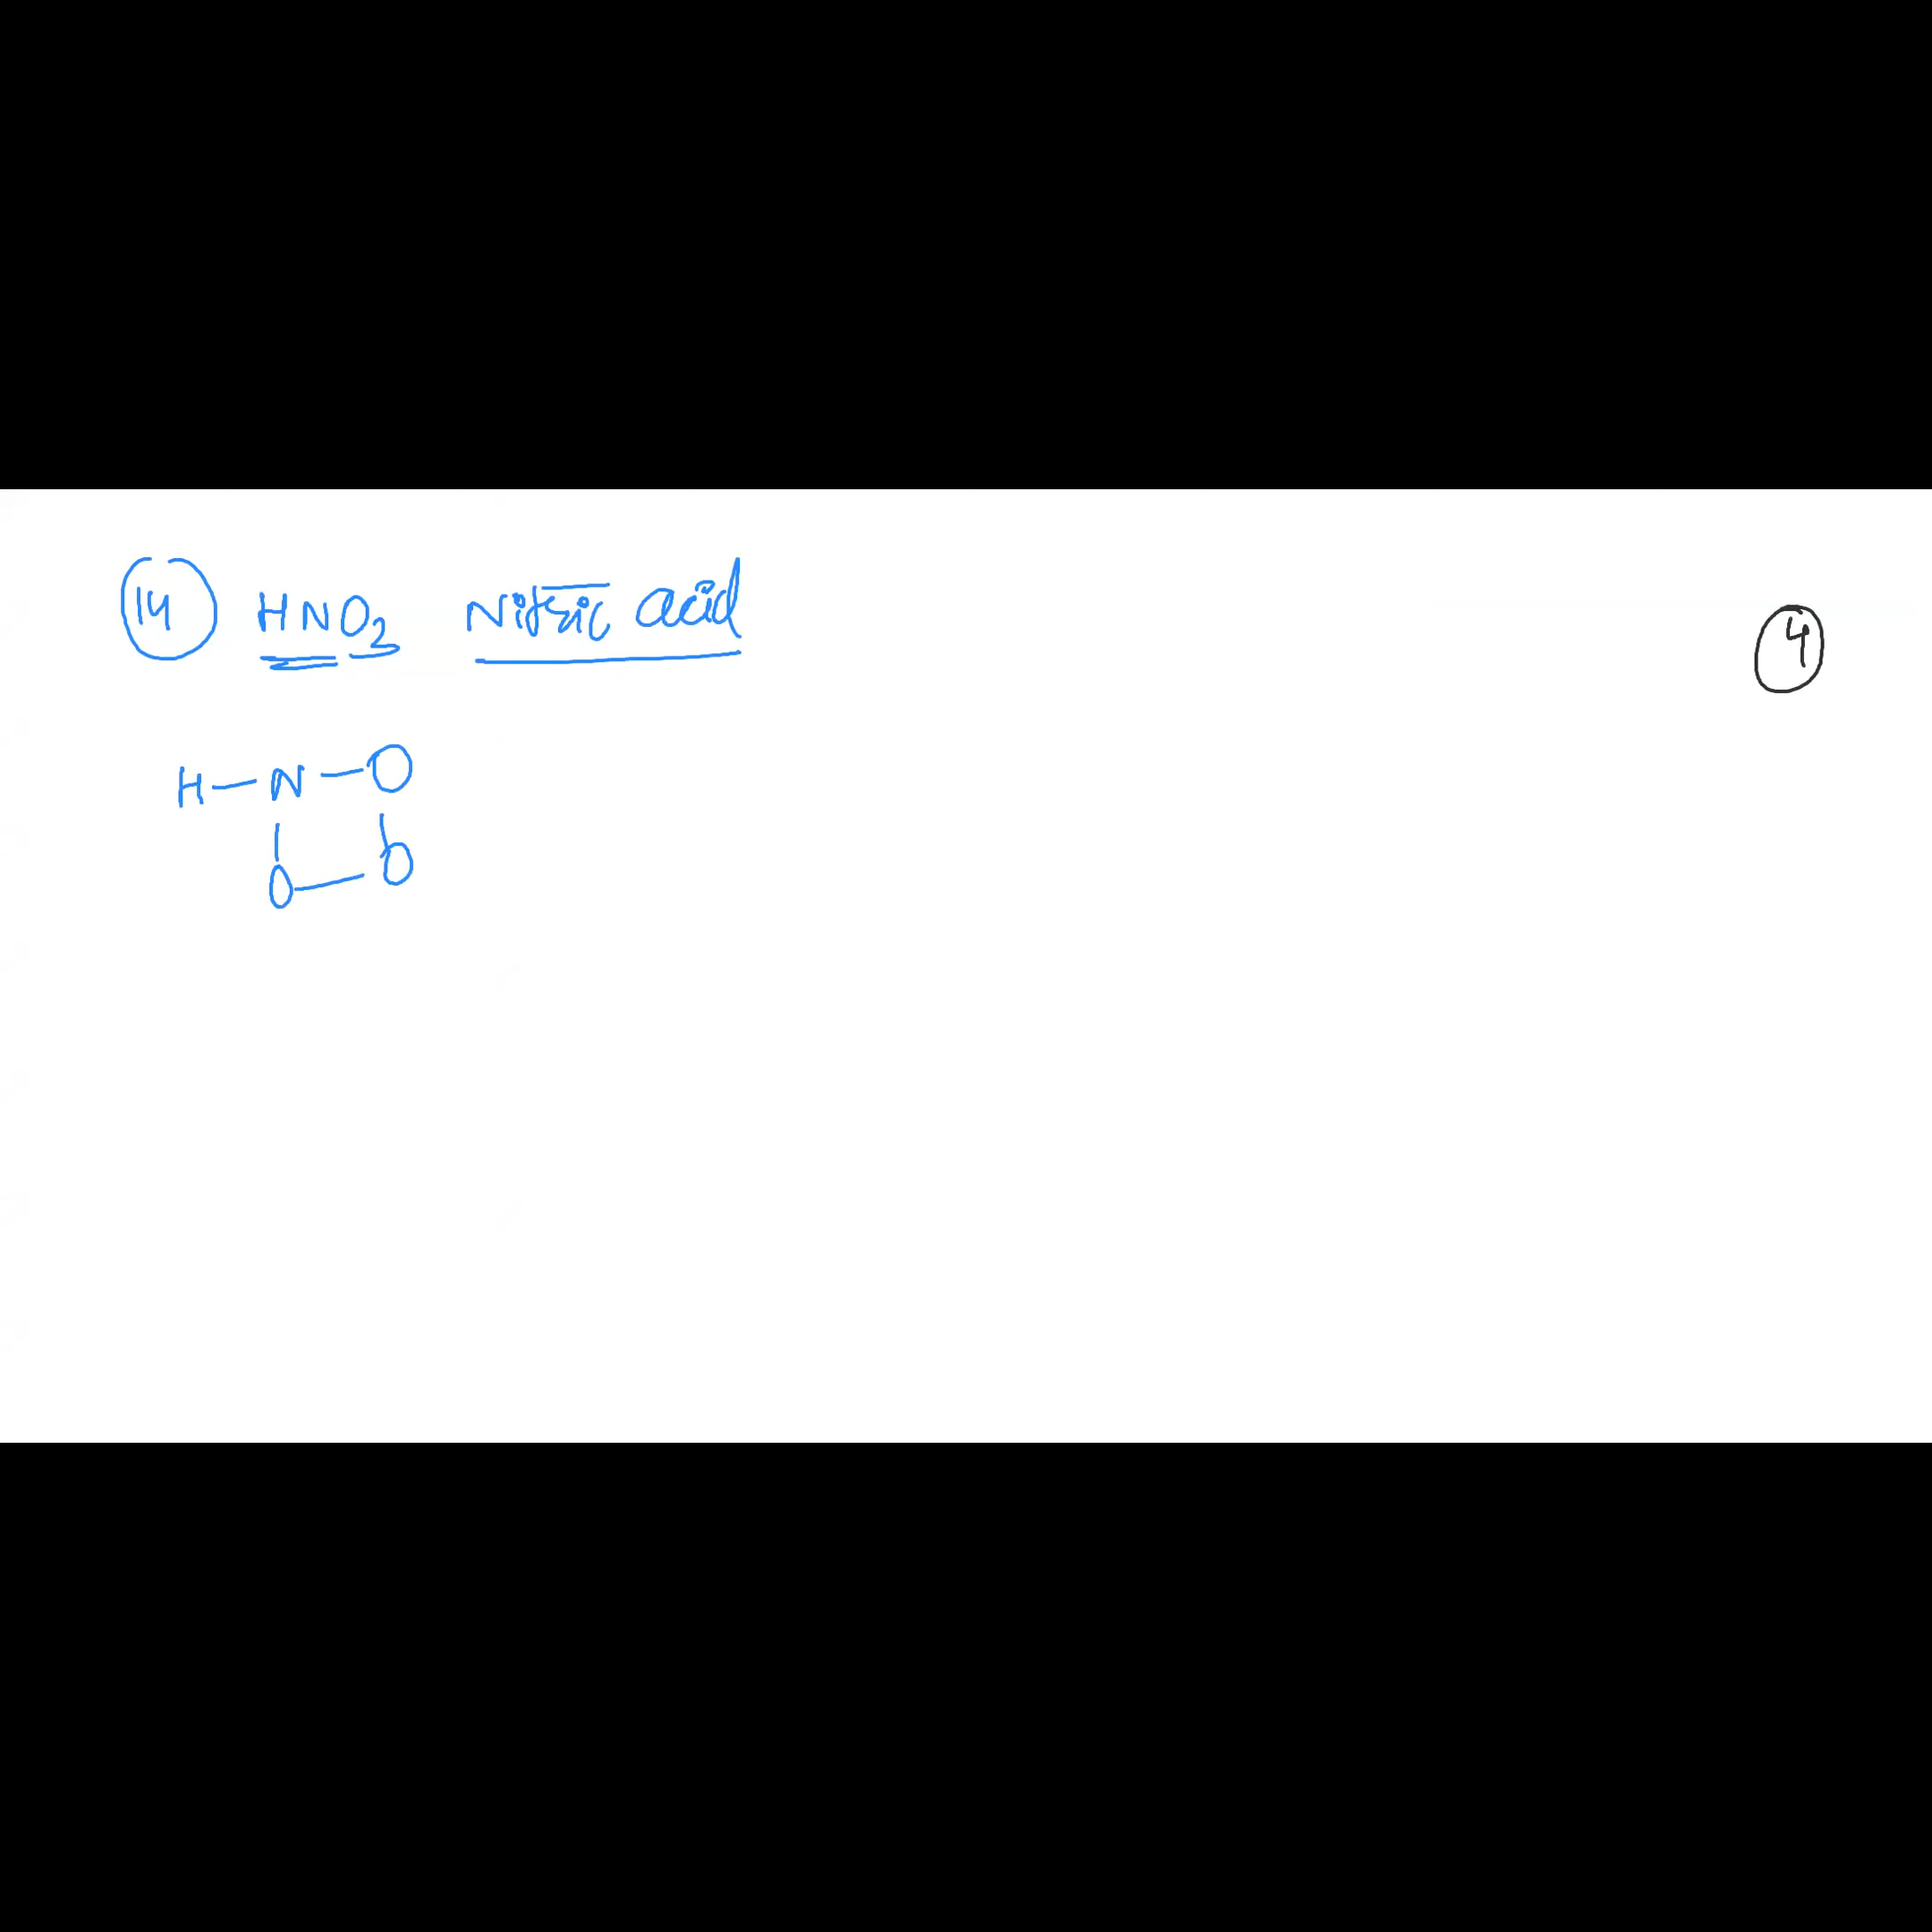 14 HNO2 Nitric acid
4
H — N — O
O — O